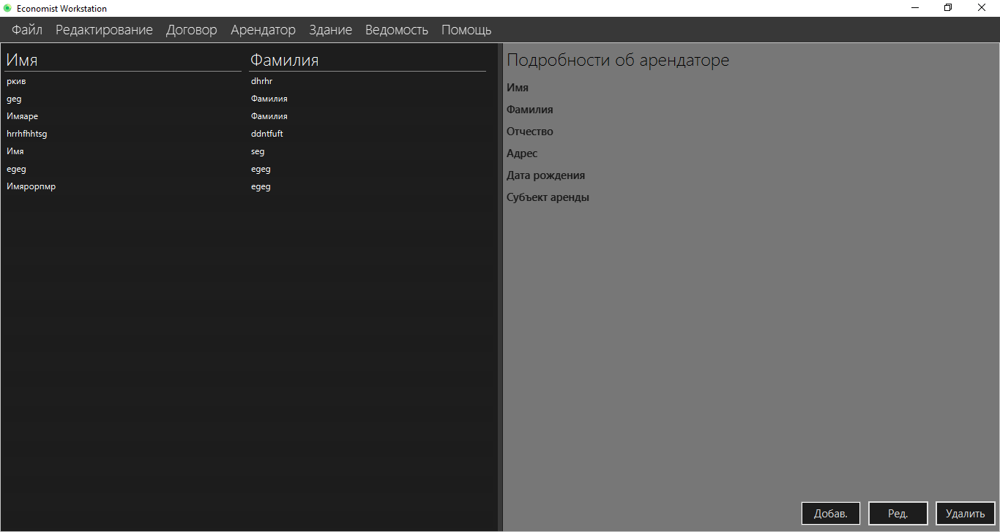 Economist Workstation
Файл Редактирование Договор Арендатор Здание Ведомость Помощь
Имя Фамилия
ркив dhrhr
geg Фамилия
Имяаре Фамилия
hrrhfhhtsg ddntfuft
Имя seg
egeg egeg
Имярорпмр egeg
Подробности об арендаторе
Имя
Фамилия
Отчество
Адрес
Дата рождения
Субъект аренды
Добав. Ред. Удалить